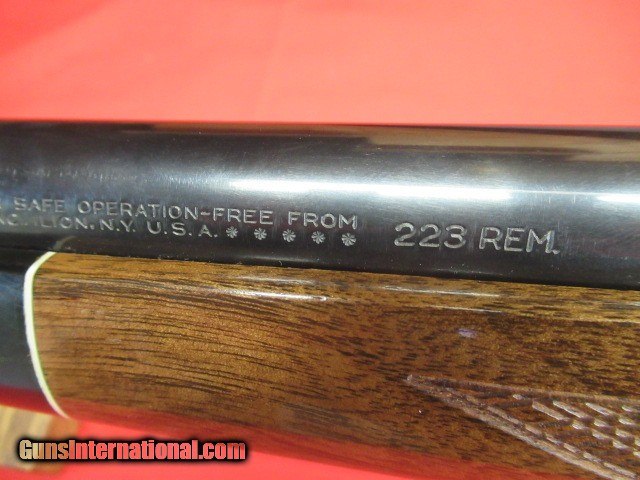 SAFE OPERATION-FREE FROM
ILION, N.Y. U.S.A. *****
223 REM.
GunsInternational.com